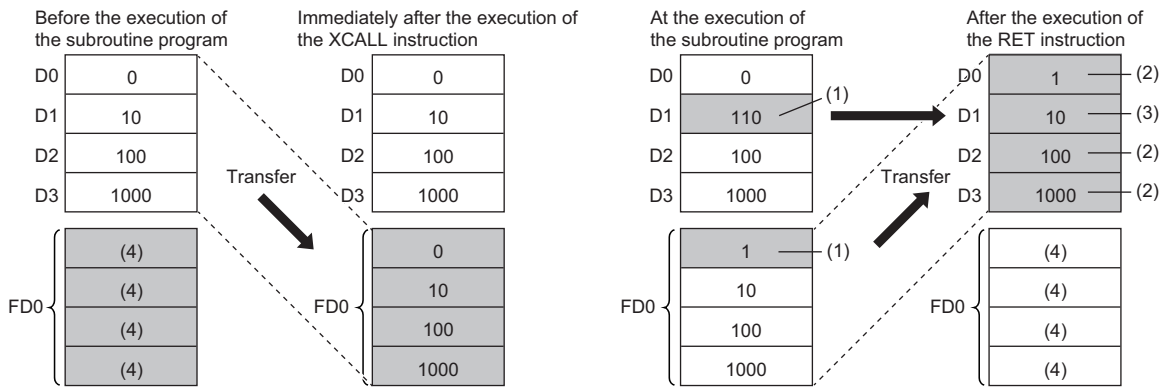 Before the execution of
the subroutine program
D0 0
D1 10
D2 100
D3 1000
Transfer
FD0
(4)
(4)
(4)
(4)
Immediately after the execution of
the XCALL instruction
D0 0
D1 10
D2 100
D3 1000
FD0
0
10
100
1000
At the execution of
the subroutine program
D0 0
D1 110 (1)
D2 100
D3 1000
Transfer
FD0
1 (1)
10
100
1000
After the execution of
the RET instruction
D0 1 (2)
D1 10 (3)
D2 100 (2)
D3 1000 (2)
FD0
(4)
(4)
(4)
(4)